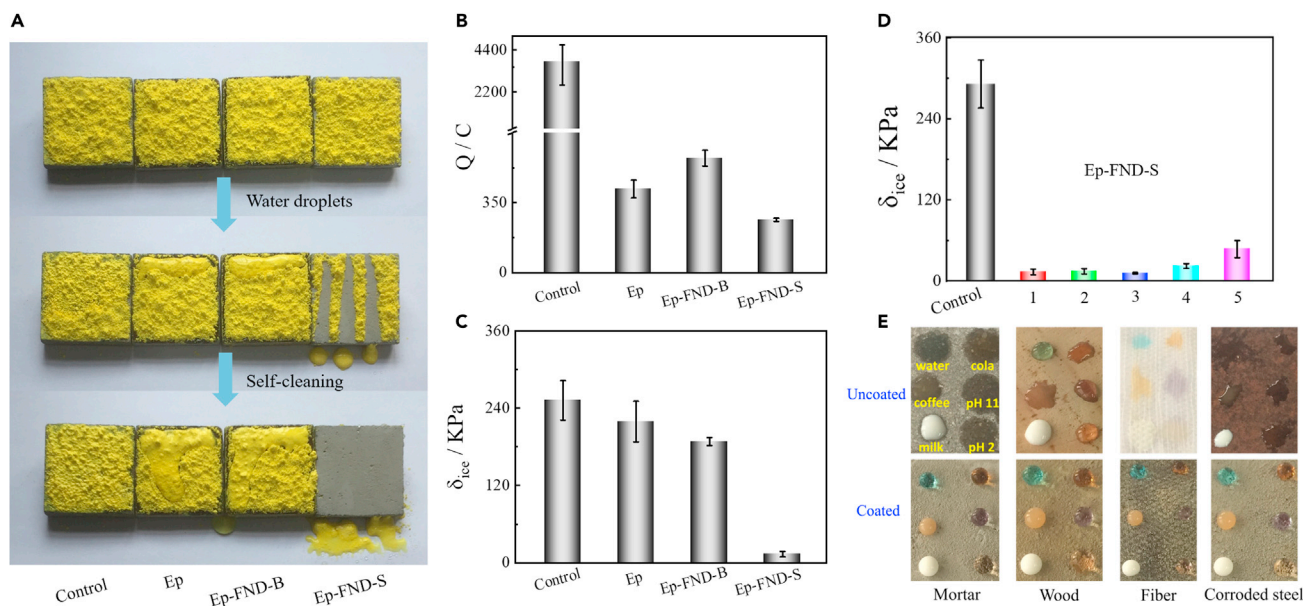 A
Water droplets
Self-cleaning
Control
Ep
Ep-FND-B
Ep-FND-S
B
Q / C
4400
2200
350
0
Control
Ep
Ep-FND-B
Ep-FND-S
C
δice / KPa
360
240
120
0
Control
Ep
Ep-FND-B
Ep-FND-S
D
δice / KPa
360
240
120
0
Ep-FND-S
Control
1
2
3
4
5
E
Uncoated
water
cola
coffee
pH 11
milk
pH 2
Coated
Mortar
Wood
Fiber
Corroded steel